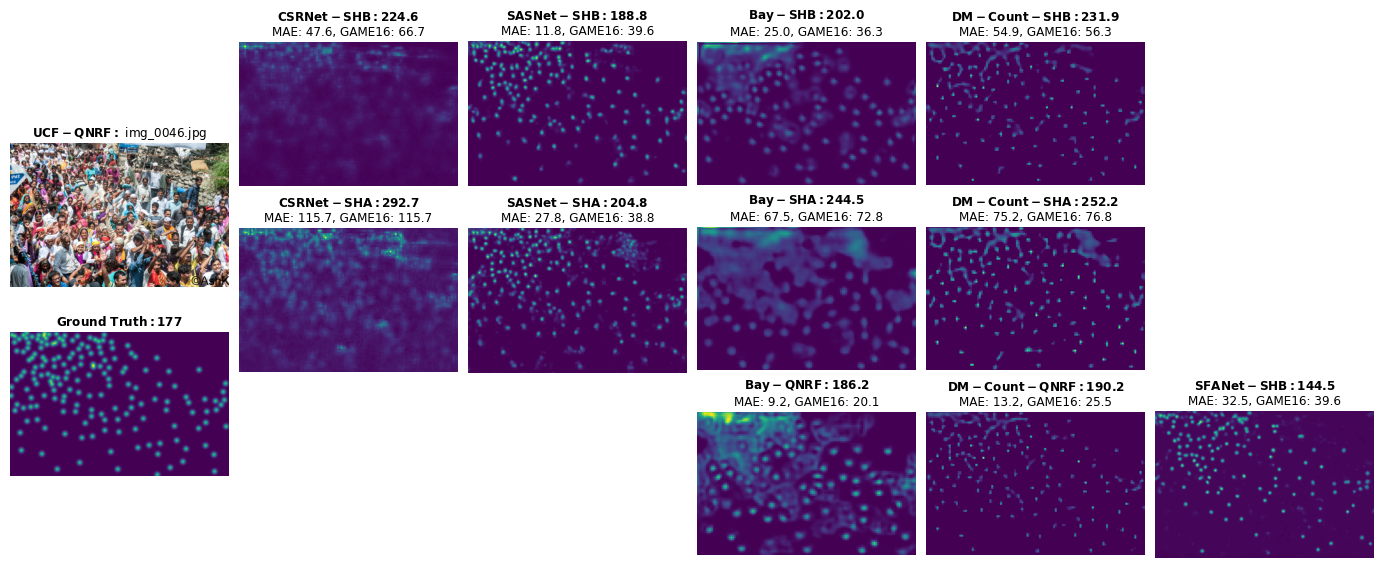 CSRNet − SHB : 224.6
MAE: 47.6, GAME16: 66.7
SASNet − SHB : 188.8
MAE: 11.8, GAME16: 39.6
Bay − SHB : 202.0
MAE: 25.0, GAME16: 36.3
DM − Count − SHB : 231.9
MAE: 54.9, GAME16: 56.3
UCF − QNRF : img_0046.jpg
CSRNet − SHA : 292.7
MAE: 115.7, GAME16: 115.7
SASNet − SHA : 204.8
MAE: 27.8, GAME16: 38.8
Bay − SHA : 244.5
MAE: 67.5, GAME16: 72.8
DM − Count − SHA : 252.2
MAE: 75.2, GAME16: 76.8
Ground Truth : 177
Bay − QNRF : 186.2
MAE: 9.2, GAME16: 20.1
DM − Count − QNRF : 190.2
MAE: 13.2, GAME16: 25.5
SFANet − SHB : 144.5
MAE: 32.5, GAME16: 39.6